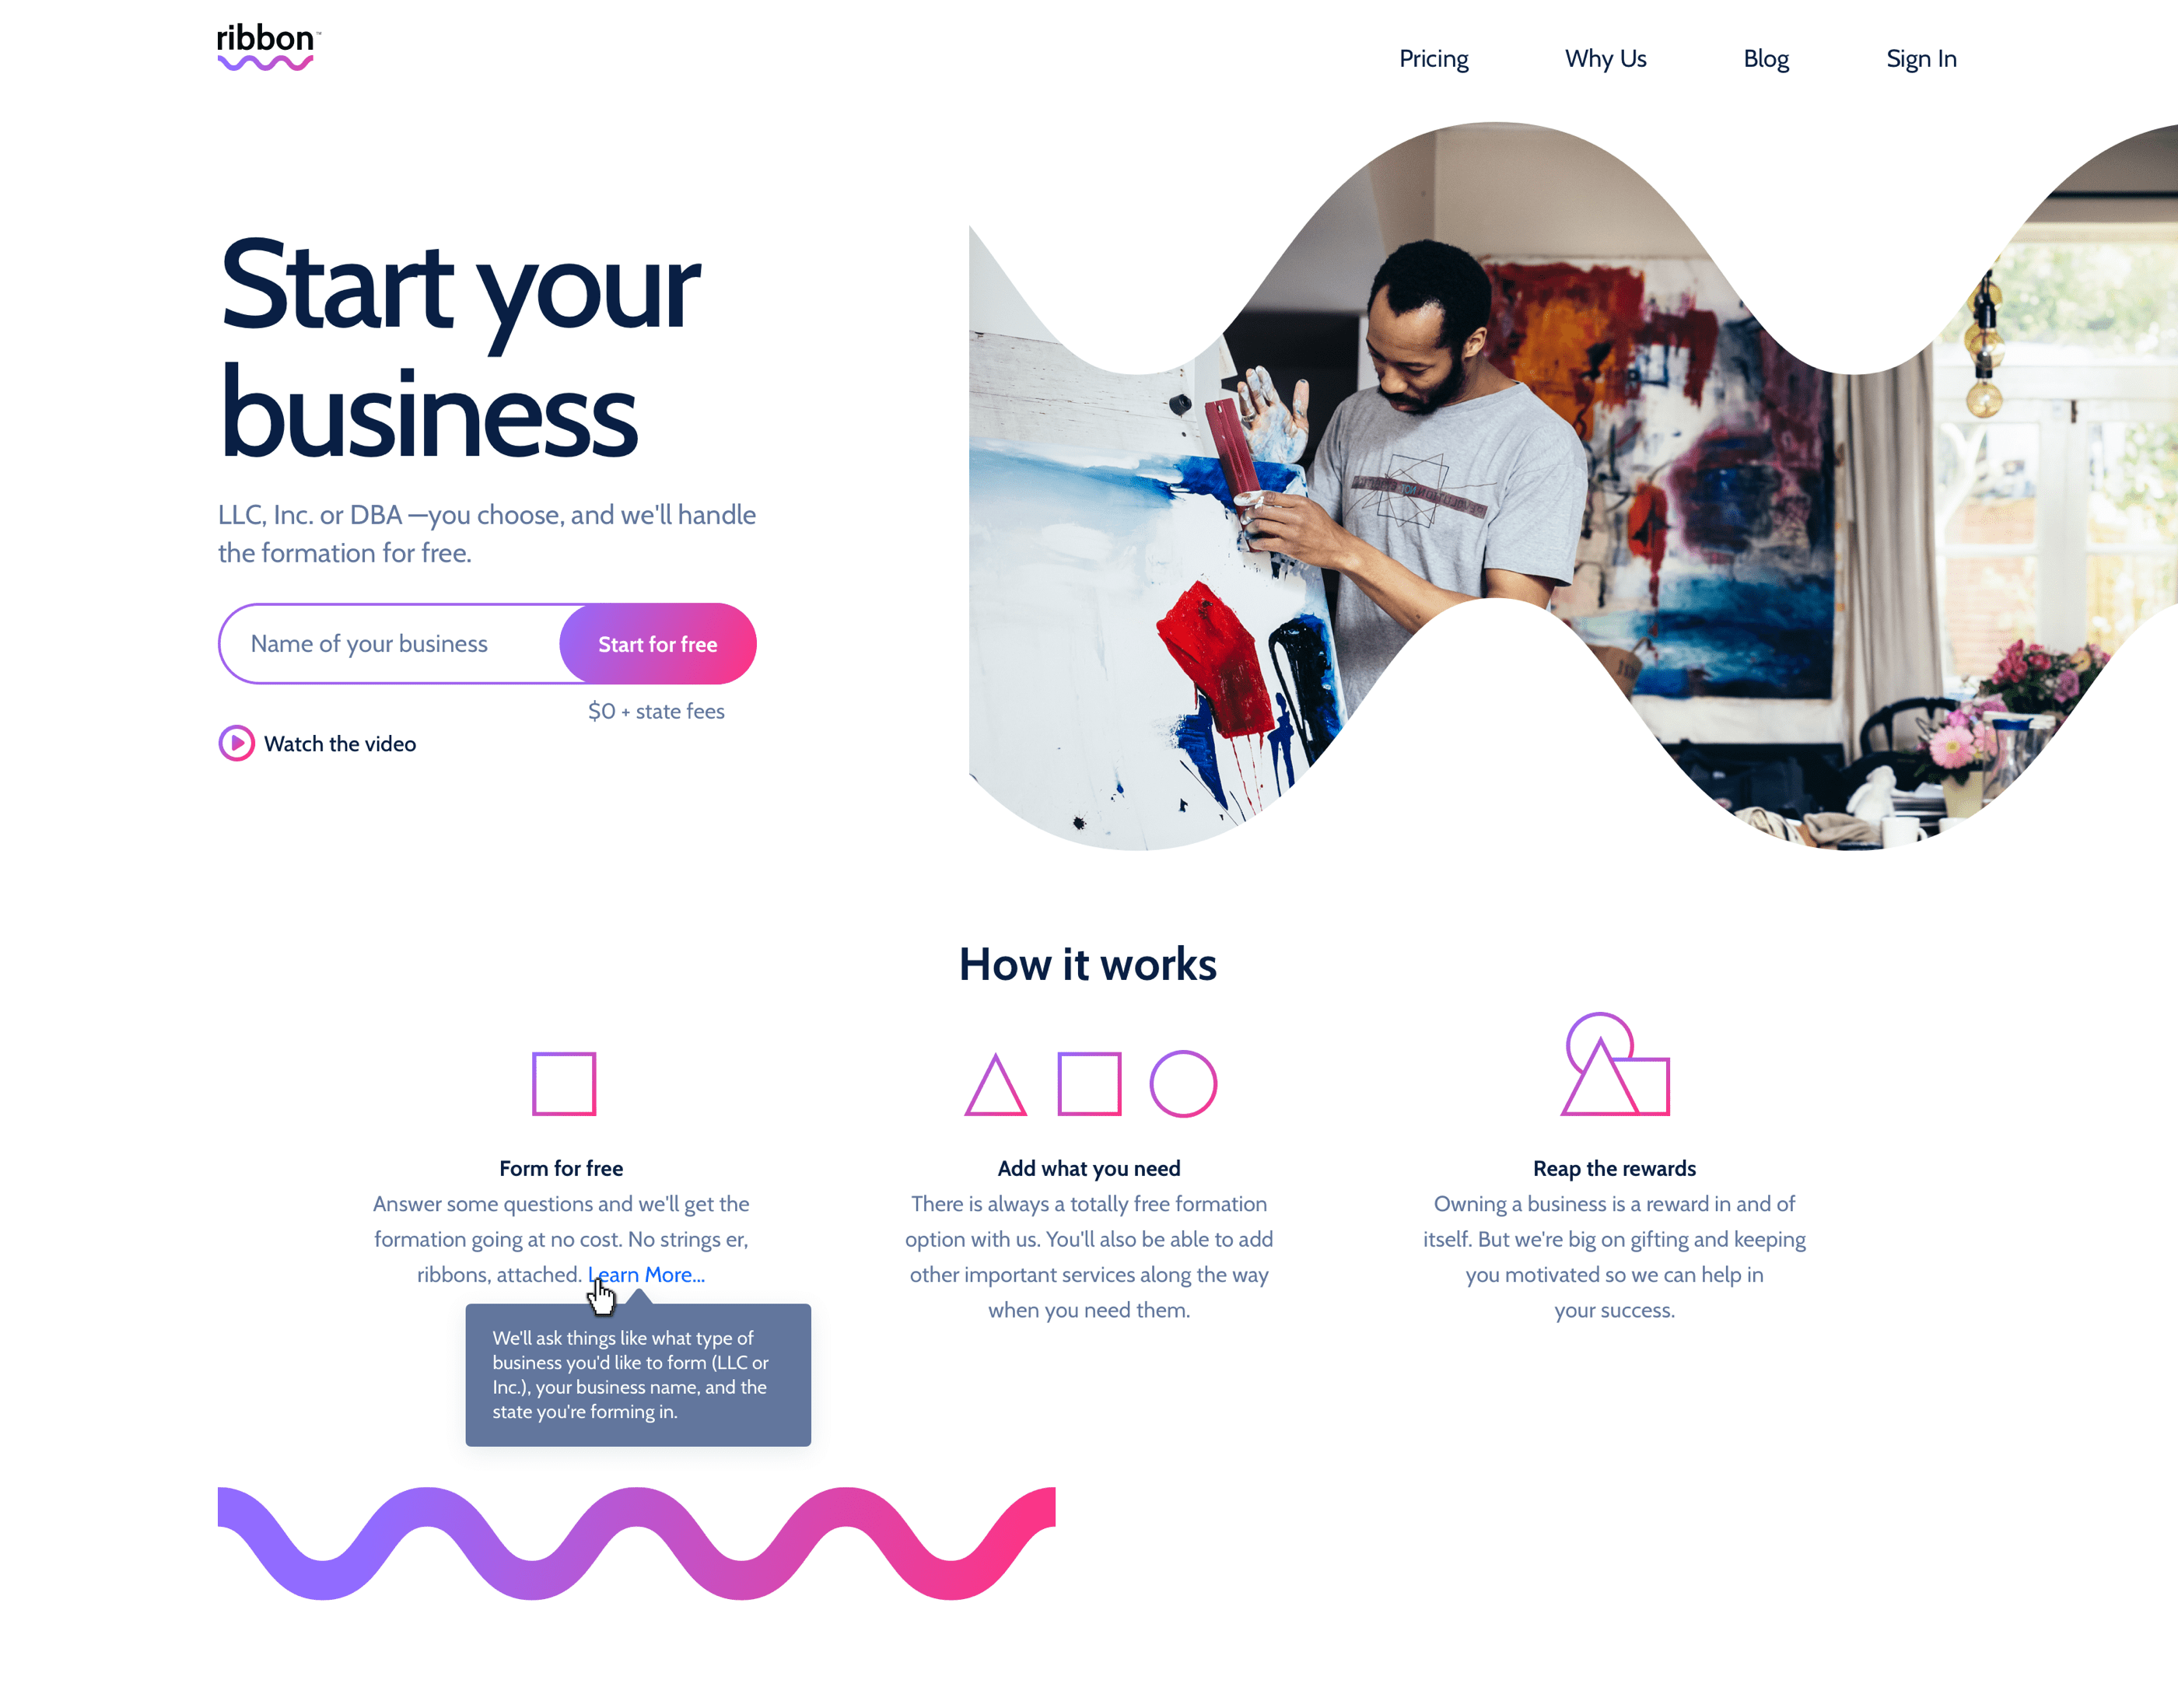 ribbon™
Pricing
Why Us
Blog
Sign In
Start your
business
LLC, Inc. or DBA —you choose, and we'll handle
the formation for free.
Name of your business
Start for free
$0 + state fees
Watch the video
How it works
Form for free
Answer some questions and we'll get the
formation going at no cost. No strings er,
ribbons, attached. Learn More...
We'll ask things like what type of
business you'd like to form (LLC or
Inc.), your business name, and the
state you're forming in.
Add what you need
There is always a totally free formation
option with us. You'll also be able to add
other important services along the way
when you need them.
Reap the rewards
Owning a business is a reward in and of
itself. But we're big on gifting and keeping
you motivated so we can help in
your success.